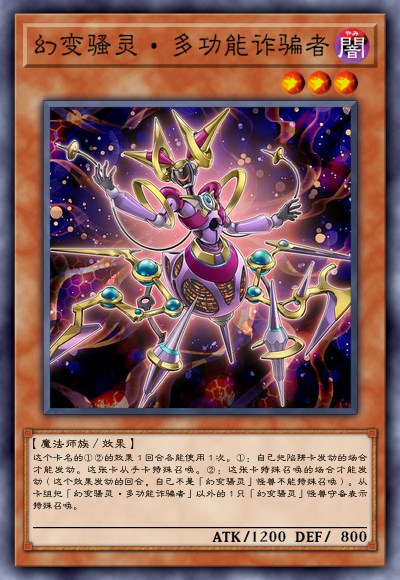 幻变骚灵·多功能诈骗者
やみ
闇
【魔法师族/效果】
这个卡名的①②的效果1回合各能使用1次。①：自己把陷阱卡发动的场合
才能发动。这张卡从手卡特殊召唤。②：这张卡特殊召唤的场合才能发
动（这个效果发动的回合，自己不是「幻变骚灵」怪兽不能特殊召唤）。从
卡组把「幻变骚灵·多功能诈骗者」以外的1只「幻变骚灵」怪兽守备表示
特殊召唤。
ATK/1200 DEF/ 800